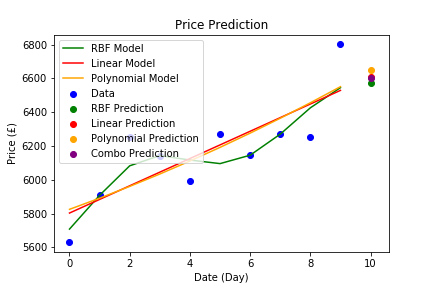 Price Prediction
6800
6600
6400
6200
6000
5800
5600
Price (£)
RBF Model
Linear Model
Polynomial Model
Data
RBF Prediction
Linear Prediction
Polynomial Prediction
Combo Prediction
0
2
4
6
8
10
Date (Day)